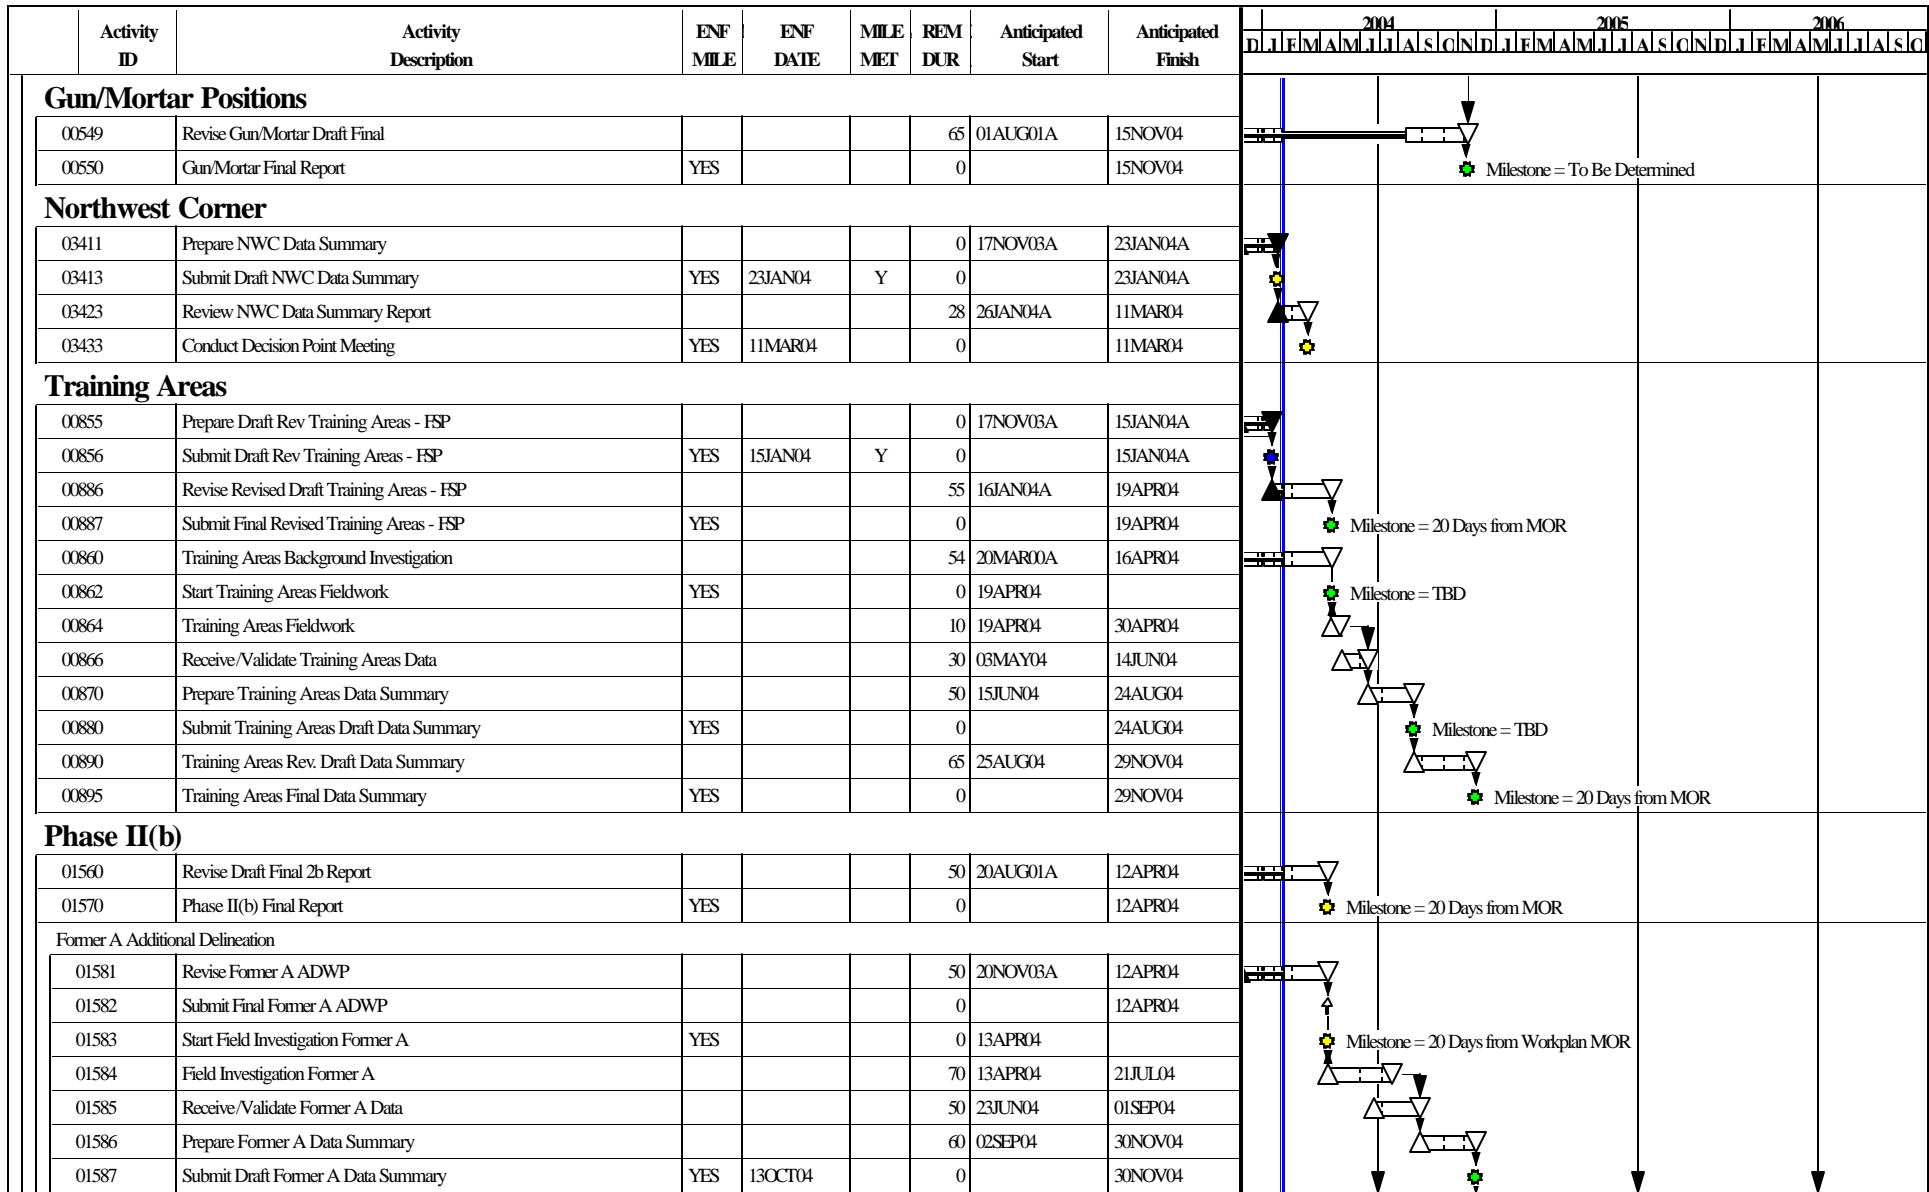 2004 2005 2006
Activity Activity ENF ENF MILE REM Anticipated Anticipated
ID Description MILE DATE MET DUR Start Finish
D J F M A M J J A S O N D J F M A M J J A S O N D J F M A M J J A S O
Gun/Mortar Positions
00549 Revise Gun/Mortar Draft Final 65 01AUG01A 15NOV04
00550 Gun/Mortar Final Report YES 0 15NOV04 Milestone = To Be Determined
Northwest Corner
03411 Prepare NWC Data Summary 0 17NOV03A 23JAN04A
03413 Submit Draft NWC Data Summary YES 23JAN04 Y 0 23JAN04A
03423 Review NWC Data Summary Report 28 26JAN04A 11MAR04
03433 Conduct Decision Point Meeting YES 11MAR04 0 11MAR04
Training Areas
00855 Prepare Draft Rev Training Areas - FSP 0 17NOV03A 15JAN04A
00856 Submit Draft Rev Training Areas - FSP YES 15JAN04 Y 0 15JAN04A
00886 Revise Revised Draft Training Areas - FSP 55 16JAN04A 19APR04
00887 Submit Final Revised Training Areas - FSP YES 0 19APR04 Milestone = 20 Days from MOR
00860 Training Areas Background Investigation 54 20MAR00A 16APR04
00862 Start Training Areas Fieldwork YES 0 19APR04 Milestone = TBD
00864 Training Areas Fieldwork 10 19APR04 30APR04
00866 Receive/Validate Training Areas Data 30 03MAY04 14JUN04
00870 Prepare Training Areas Data Summary 50 15JUN04 24AUG04
00880 Submit Training Areas Draft Data Summary YES 0 24AUG04 Milestone = TBD
00890 Training Areas Rev. Draft Data Summary 65 25AUG04 29NOV04
00895 Training Areas Final Data Summary YES 0 29NOV04 Milestone = 20 Days from MOR
Phase II(b)
01560 Revise Draft Final 2b Report 50 20AUG01A 12APR04
01570 Phase II(b) Final Report YES 0 12APR04 Milestone = 20 Days from MOR
Former A Additional Delineation
01581 Revise Former A ADWP 50 20NOV03A 12APR04
01582 Submit Final Former A ADWP 0 12APR04
01583 Start Field Investigation Former A YES 0 13APR04 Milestone = 20 Days from Workplan MOR
01584 Field Investigation Former A 70 13APR04 21JUL04
01585 Receive/Validate Former A Data 50 23JUN04 01SEP04
01586 Prepare Former A Data Summary 60 02SEP04 30NOV04
01587 Submit Draft Former A Data Summary YES 13OCT04 0 30NOV04